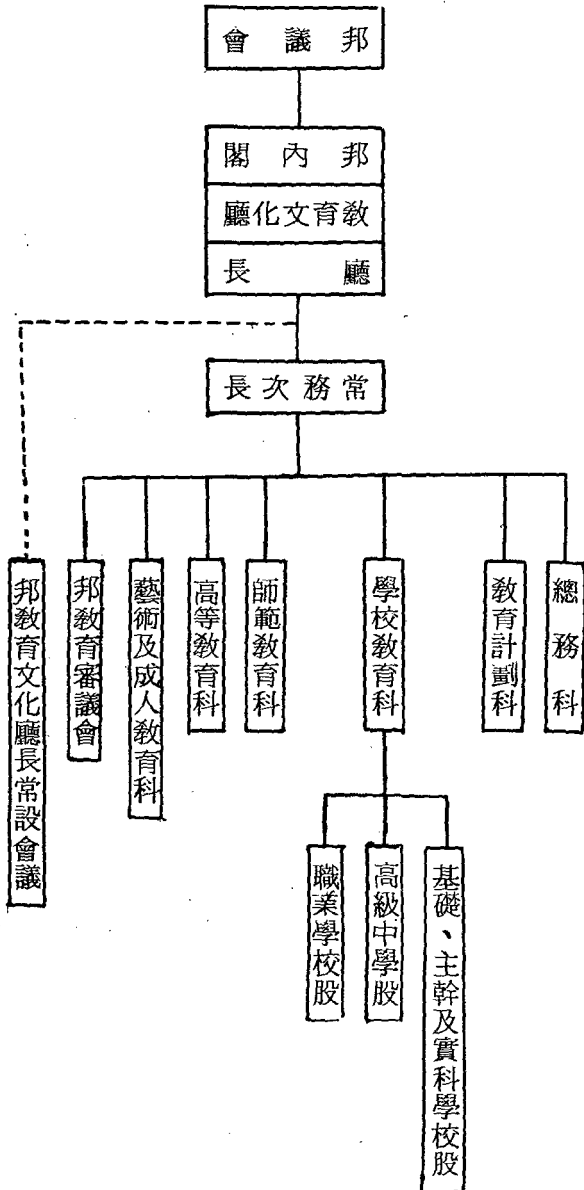 邦議會
邦內閣
教育文化廳
廳長
常務次長
總務科
教育計劃科
學校教育科
師範教育科
高等教育科
藝術及成人教育科
邦教育審議會
邦教育文化廳長常設會議
基礎、主幹及實科學校股
高級中學股
職業學校股